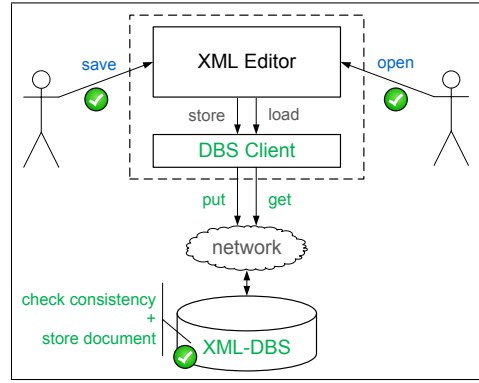 save
XML Editor
open
store
load
DBS Client
put
get
network
check consistency
+
store document
XML-DBS